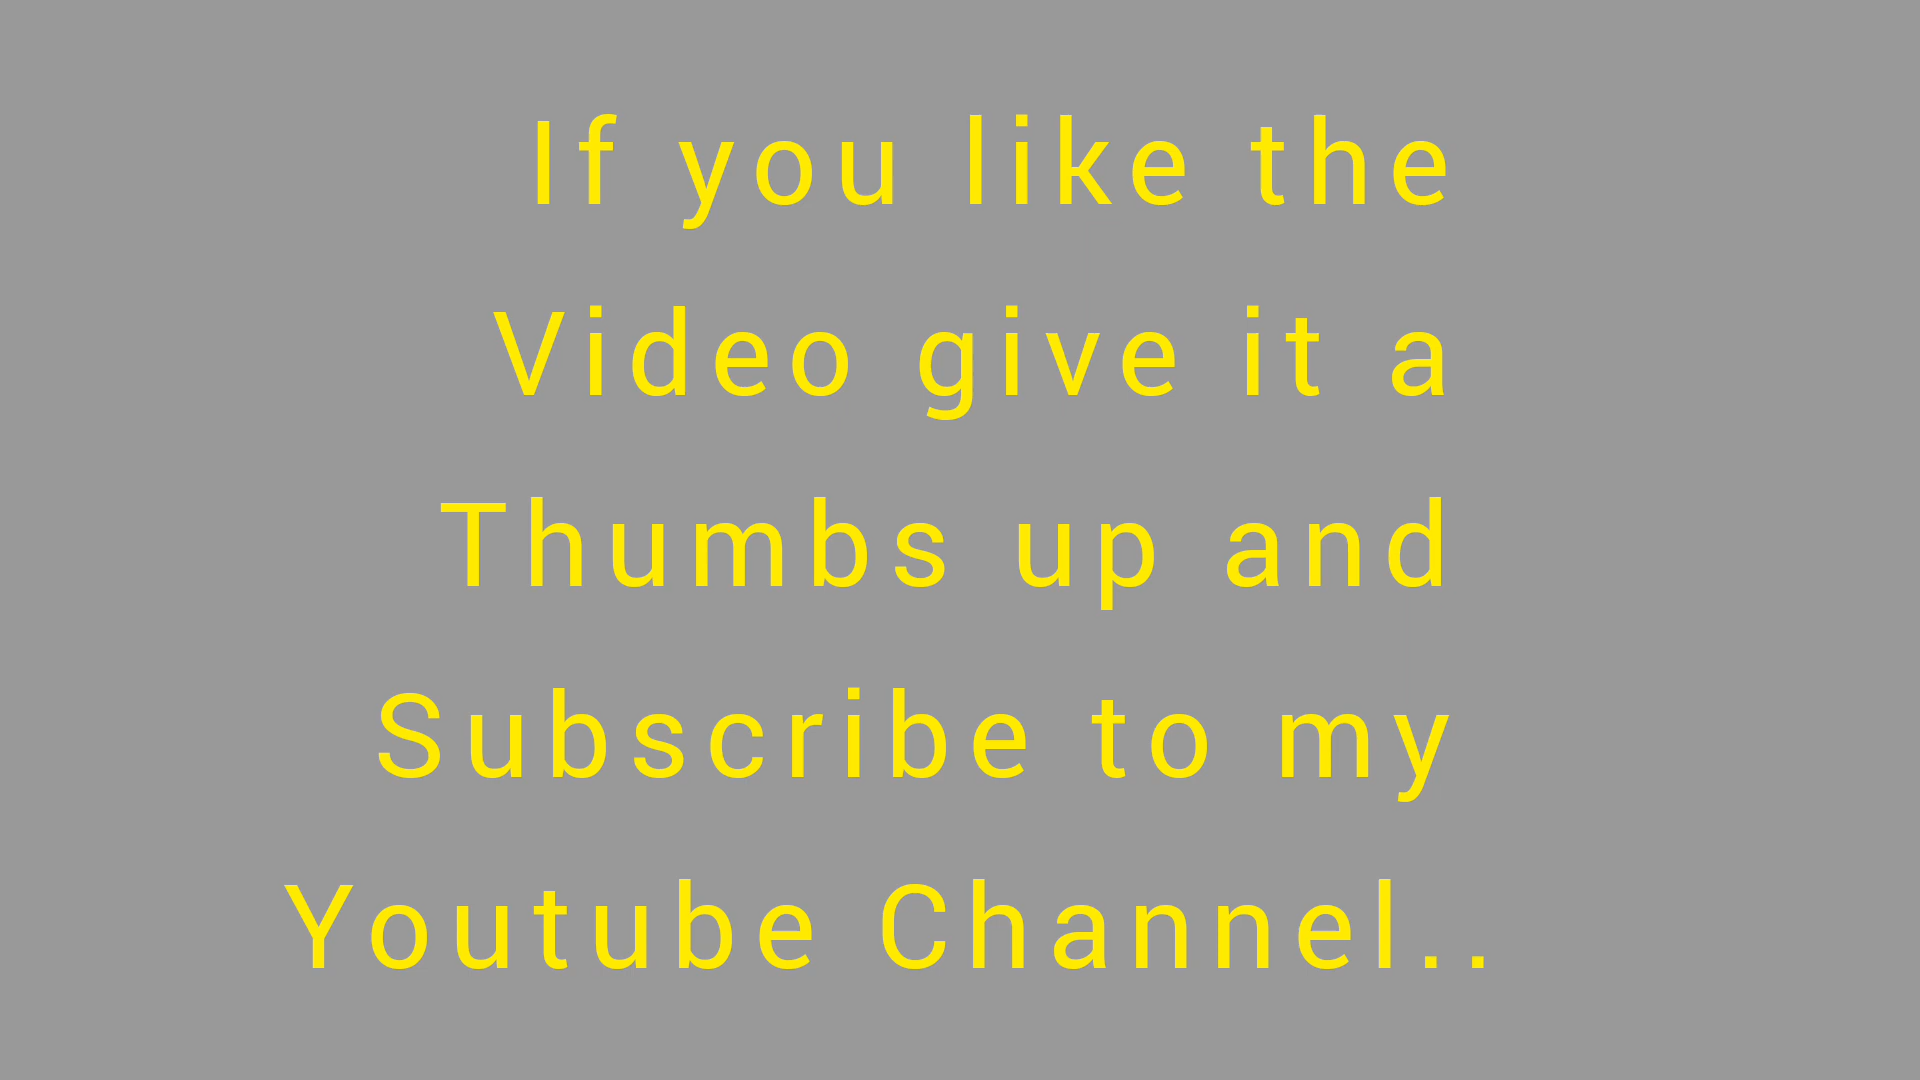 If you like the
Video give it a
Thumbs up and
Subscribe to my
Youtube Channel..